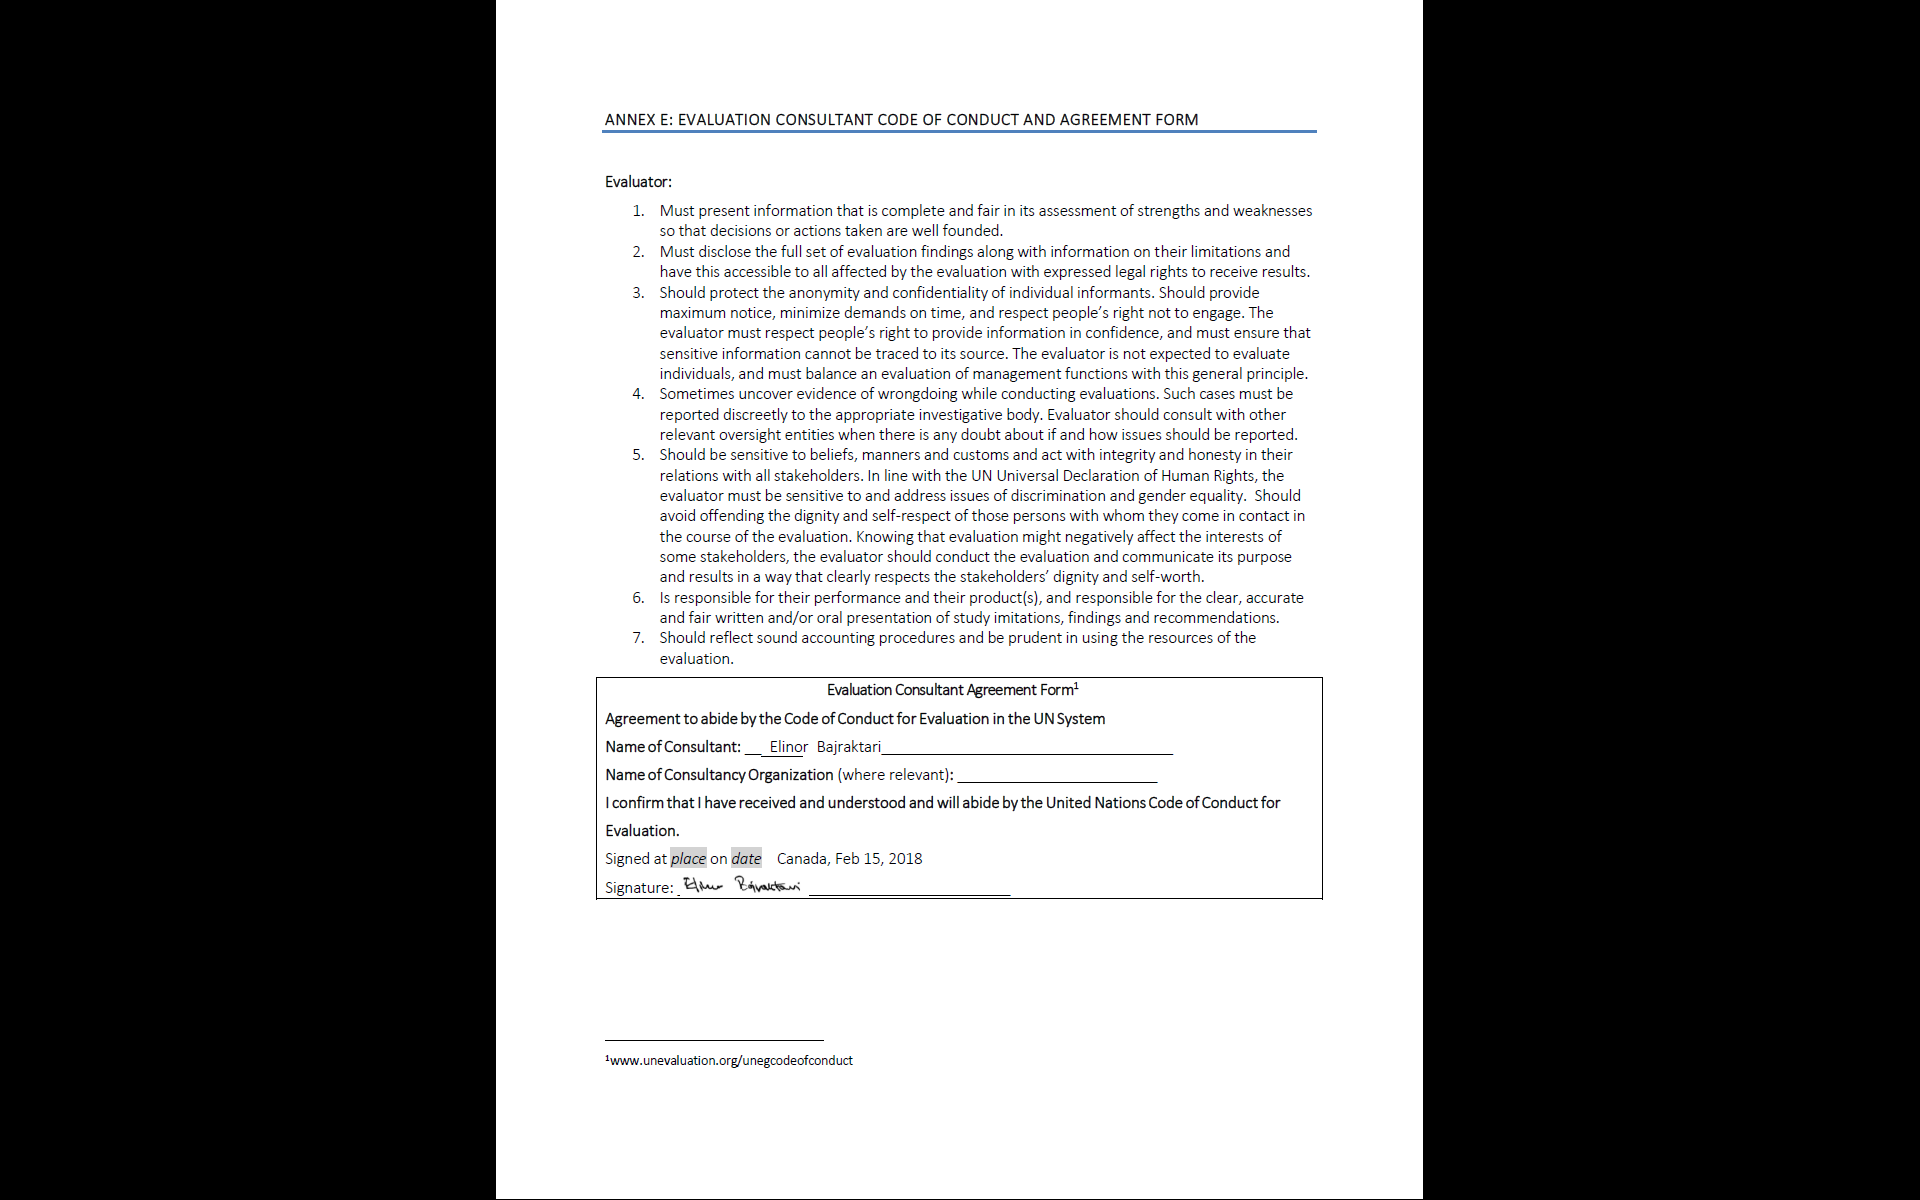 ANNEX E: EVALUATION CONSULTANT CODE OF CONDUCT AND AGREEMENT FORM
Evaluator:
1. Must present information that is complete and fair in its assessment of strengths and weaknesses
so that decisions or actions taken are well founded.
2. Must disclose the full set of evaluation findings along with information on their limitations and
have this accessible to all affected by the evaluation with expressed legal rights to receive results.
3. Should protect the anonymity and confidentiality of individual informants. Should provide
maximum notice, minimize demands on time, and respect people’s right not to engage. The
evaluator must respect people’s right to provide information in confidence, and must ensure that
sensitive information cannot be traced to its source. The evaluator is not expected to evaluate
individuals, and must balance an evaluation of management functions with this general principle.
4. Sometimes uncover evidence of wrongdoing while conducting evaluations. Such cases must be
reported discreetly to the appropriate investigative body. Evaluator should consult with other
relevant oversight entities when there is any doubt about if and how issues should be reported.
5. Should be sensitive to beliefs, manners and customs and act with integrity and honesty in their
relations with all stakeholders. In line with the UN Universal Declaration of Human Rights, the
evaluator must be sensitive to and address issues of discrimination and gender equality. Should
avoid offending the dignity and self-respect of those persons with whom they come in contact in
the course of the evaluation. Knowing that evaluation might negatively affect the interests of
some stakeholders, the evaluator should conduct the evaluation and communicate its purpose
and results in a way that clearly respects the stakeholders’ dignity and self-worth.
6. Is responsible for their performance and their product(s), and responsible for the clear, accurate
and fair written and/or oral presentation of study imitations, findings and recommendations.
7. Should reflect sound accounting procedures and be prudent in using the resources of the
evaluation.
Evaluation Consultant Agreement Form¹
Agreement to abide by the Code of Conduct for Evaluation in the UN System
Name of Consultant: __ Elinor Bajraktari__________________________________
Name of Consultancy Organization (where relevant): ________________________
I confirm that I have received and understood and will abide by the United Nations Code of Conduct for
Evaluation.
Signed at place on date Canada, Feb 15, 2018
Signature: Elinor Bajraktari ________________________
¹www.unevaluation.org/unegcodeofconduct